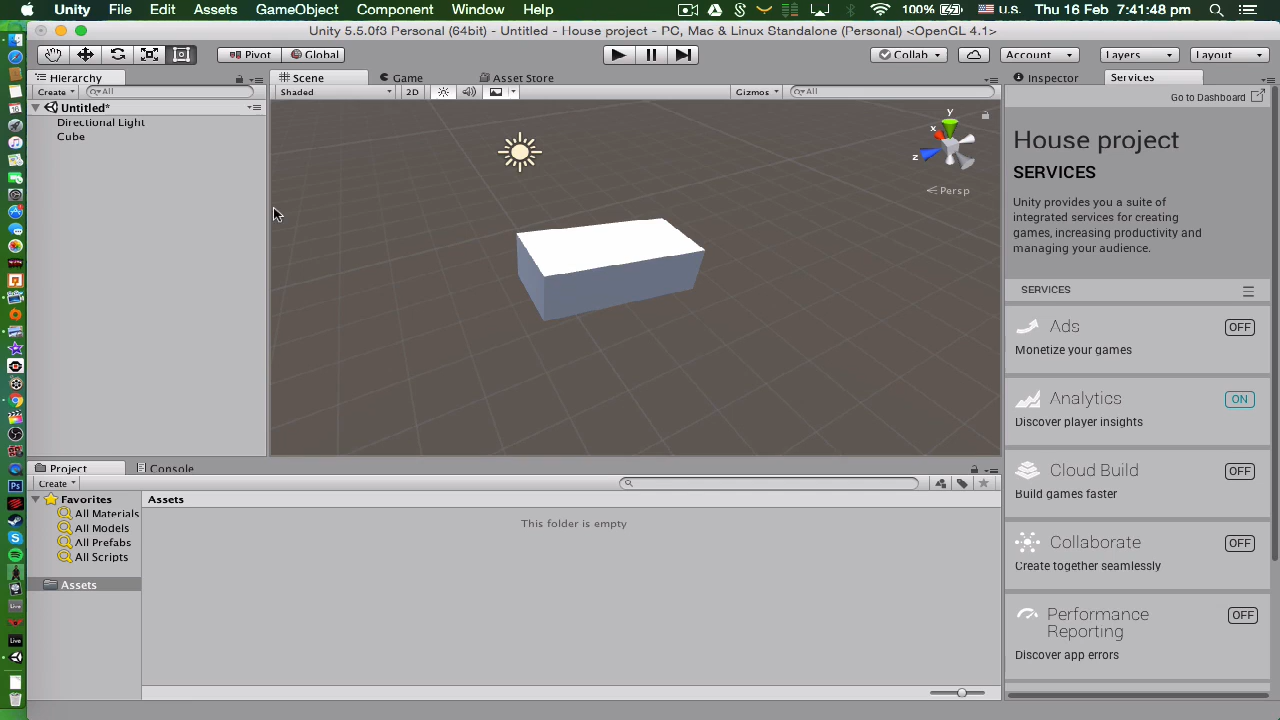 Unity File Edit Assets GameObject Component Window Help 100% U.S. Thu 16 Feb 7:41:48 pm
Unity 5.5.0f3 Personal (64bit) - Untitled - House project - PC, Mac & Linux Standalone (Personal) <OpenGL 4.1>
Pivot Global Collab Account Layers Layout
Hierarchy
Create All
Untitled*
Directional Light
Cube
Scene Game Asset Store
Shaded 2D Gizmos All
y
x
z
Persp
Inspector Services
Go to Dashboard
House project
SERVICES
Unity provides you a suite of
integrated services for creating
games, increasing productivity and
managing your audience.
SERVICES
Ads OFF
Monetize your games
Analytics ON
Discover player insights
Cloud Build OFF
Build games faster
Collaborate OFF
Create together seamlessly
Performance
Reporting OFF
Discover app errors
Project Console
Create
Favorites
All Materials
All Models
All Prefabs
All Scripts
Assets
Assets
This folder is empty